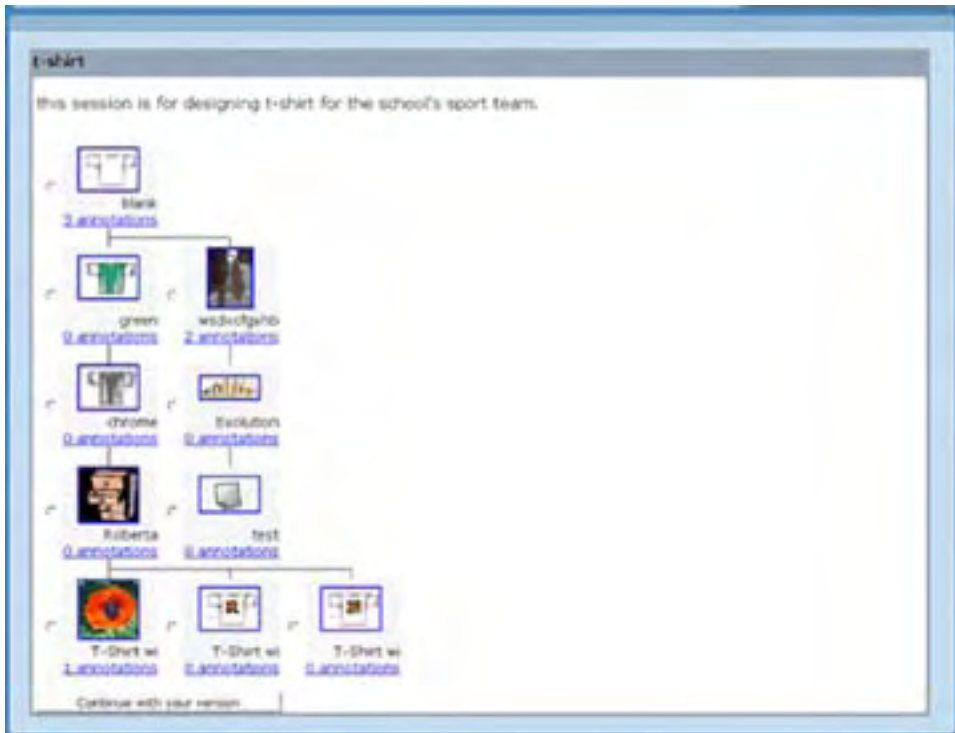 t-shirt
this session is for designing t-shirt for the school's sport team.
blank
3 annotations
green
0 annotations
2 annotations
chrome
0 annotations
Evolution
0 annotations
Roberta
0 annotations
test
0 annotations
T-Shirt wi
1 annotations
T-Shirt wi
0 annotations
T-Shirt wi
0 annotations
Continue with your version